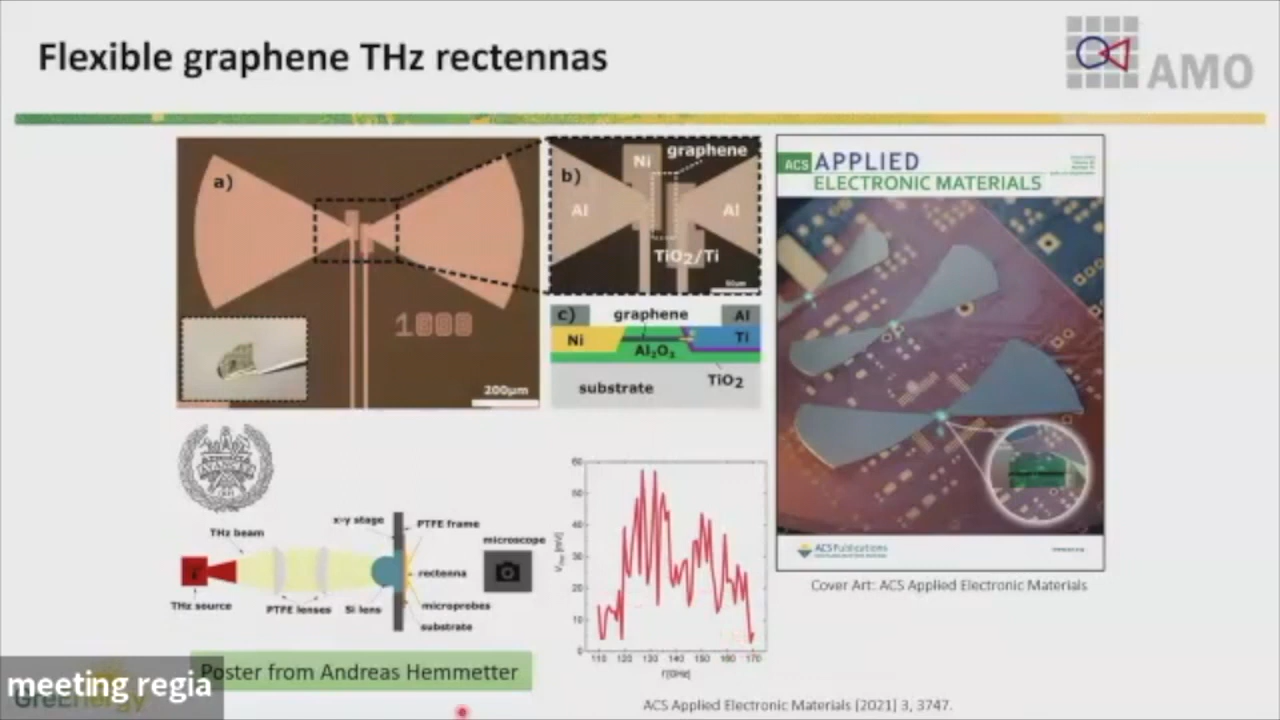 Flexible graphene THz rectennas
AMO
a)
1000
200μm
b)
Ni
graphene
Al
Al
TiO2/Ti
50μm
c)
graphene
Al
Ni
Ti
Al2O3
TiO2
substrate
ACS APPLIED
ELECTRONIC MATERIALS
ACS Publications
Cover Art: ACS Applied Electronic Materials
THz beam
x-y stage
PTFE frame
microscope
rectenna
THz source
PTFE lenses
Si lens
microprobes
substrate
60
50
40
30
20
10
0
110 120 130 140 150 160 170
f [GHz]
Poster from Andreas Hemmetter
meeting regia
GreEnergy
ACS Applied Electronic Materials [2021] 3, 3747.